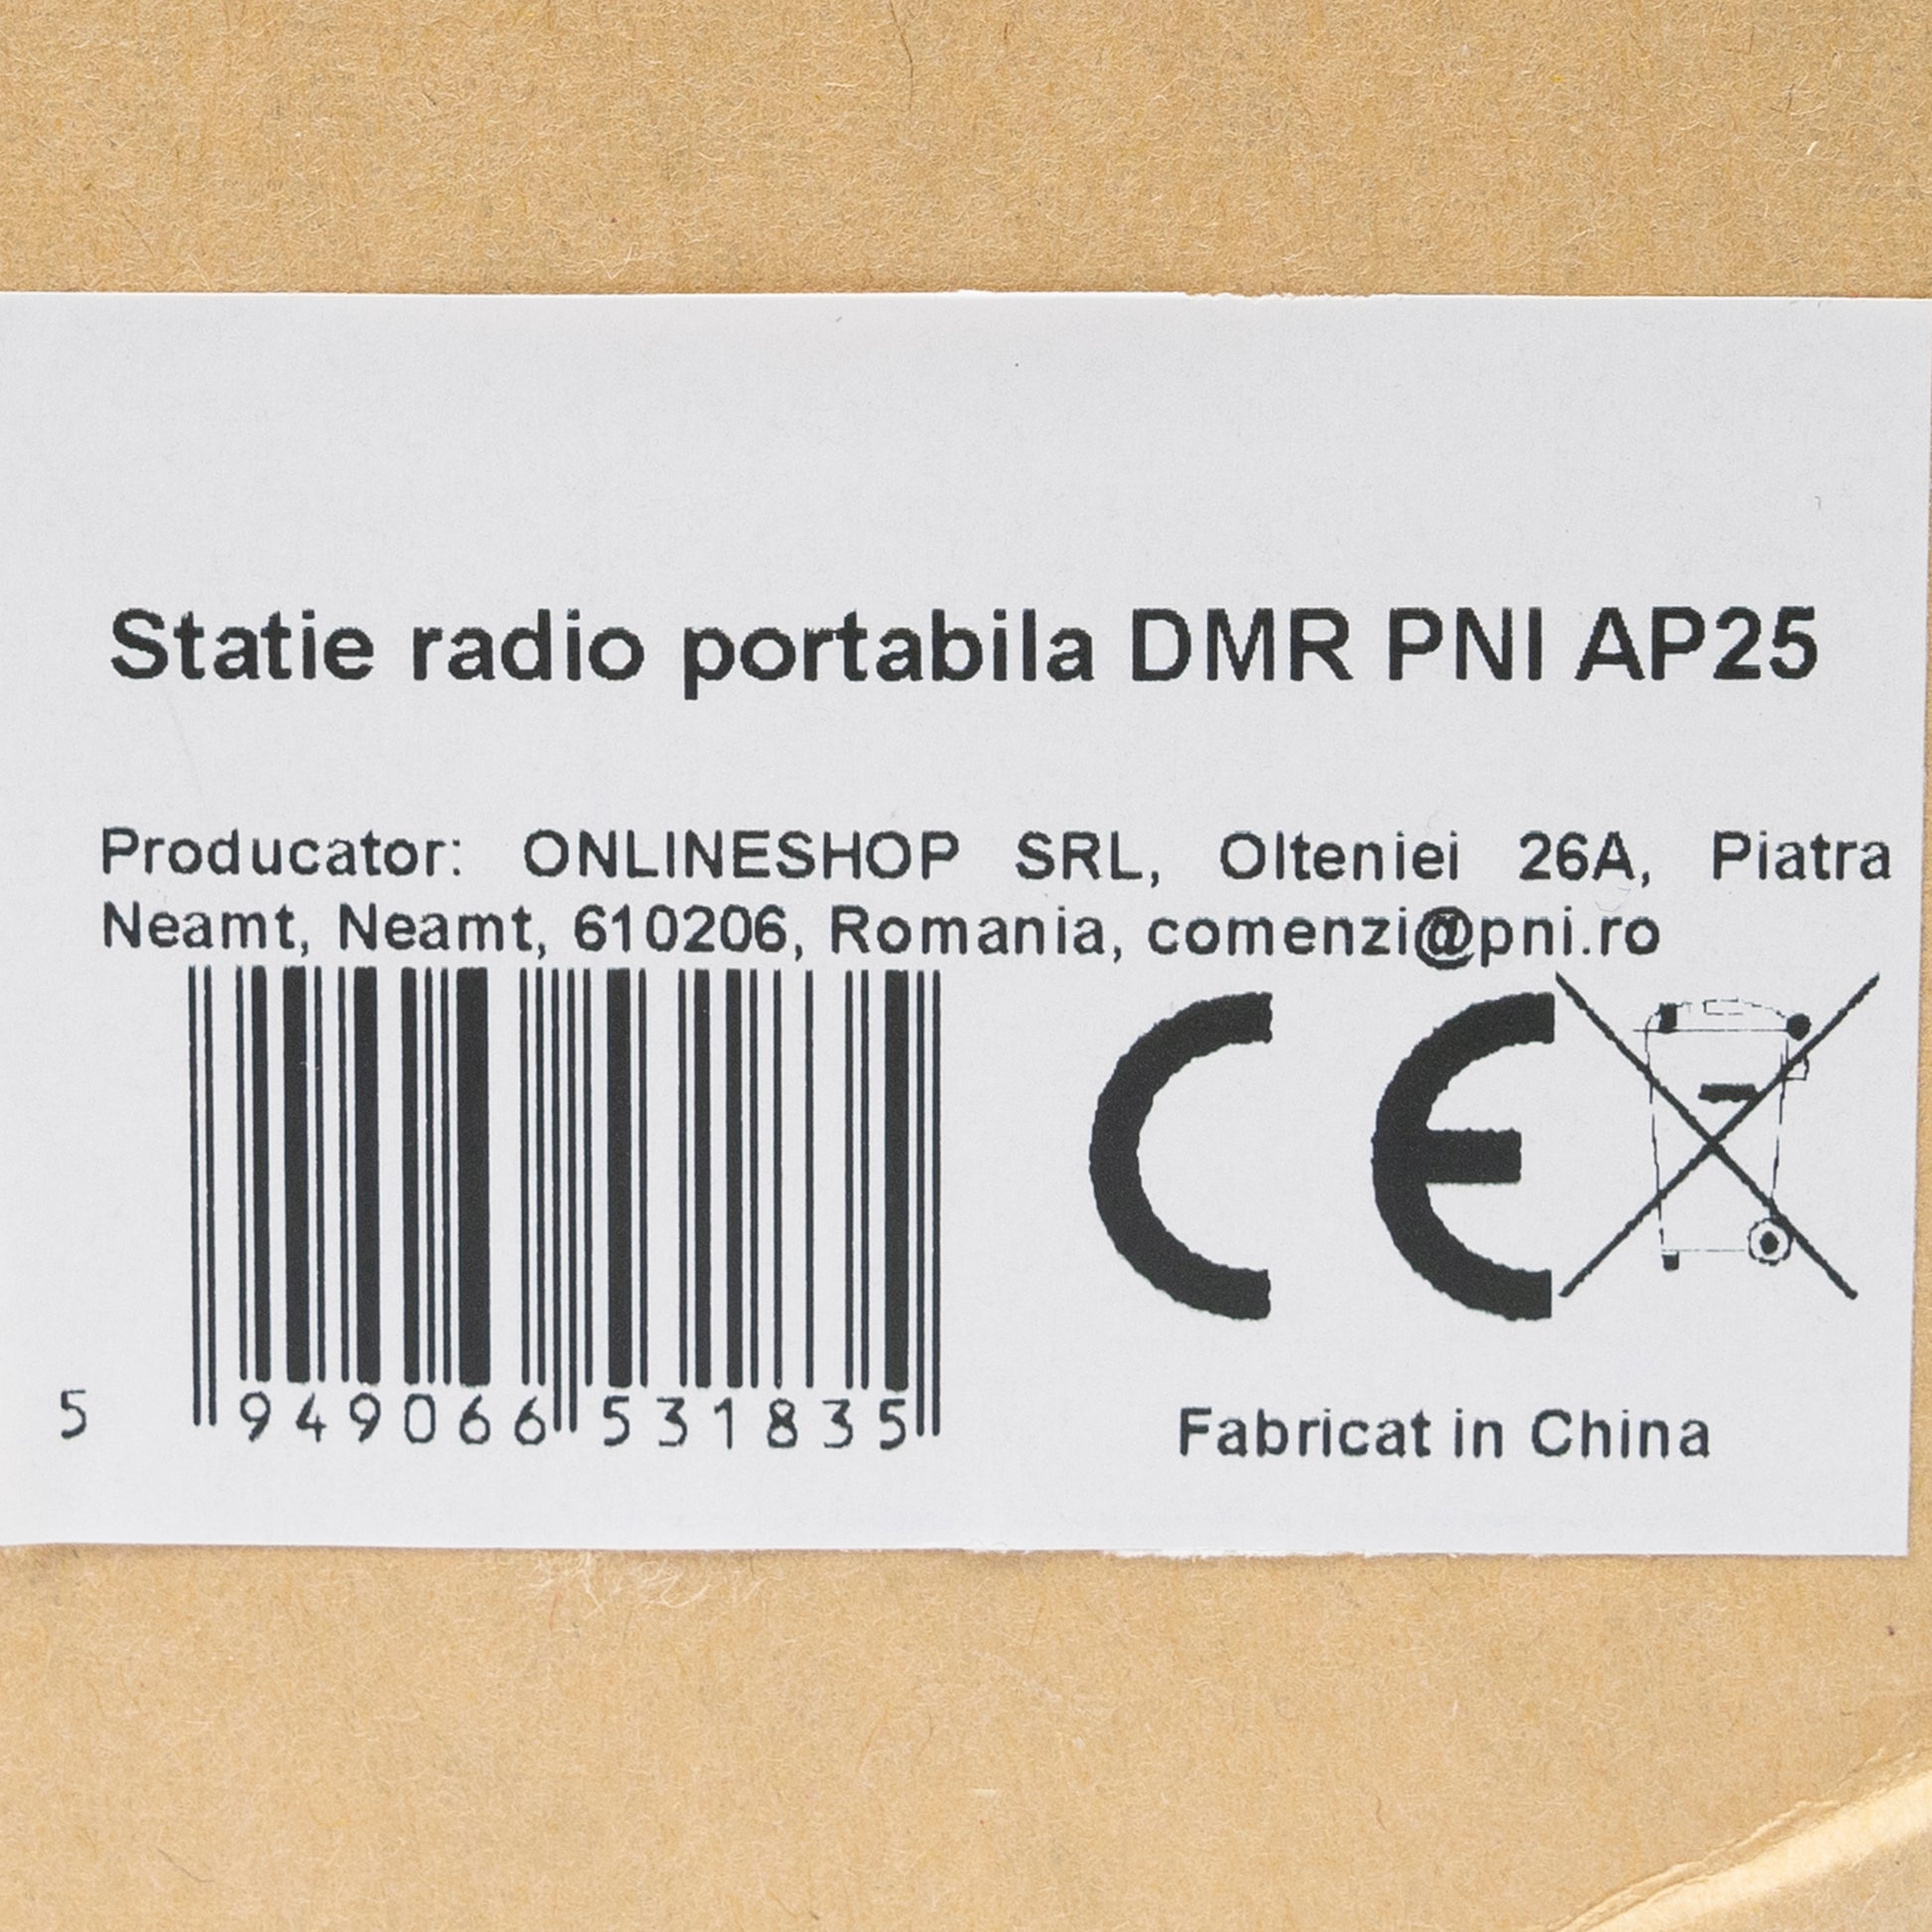 Statie radio portabila DMR PNI AP25
Producator: ONLINESHOP SRL, Olteniei 26A, Piatra
Neamt, Neamt, 610206, Romania, comenzi@pni.ro
CE
5 949066 531835
Fabricat in China